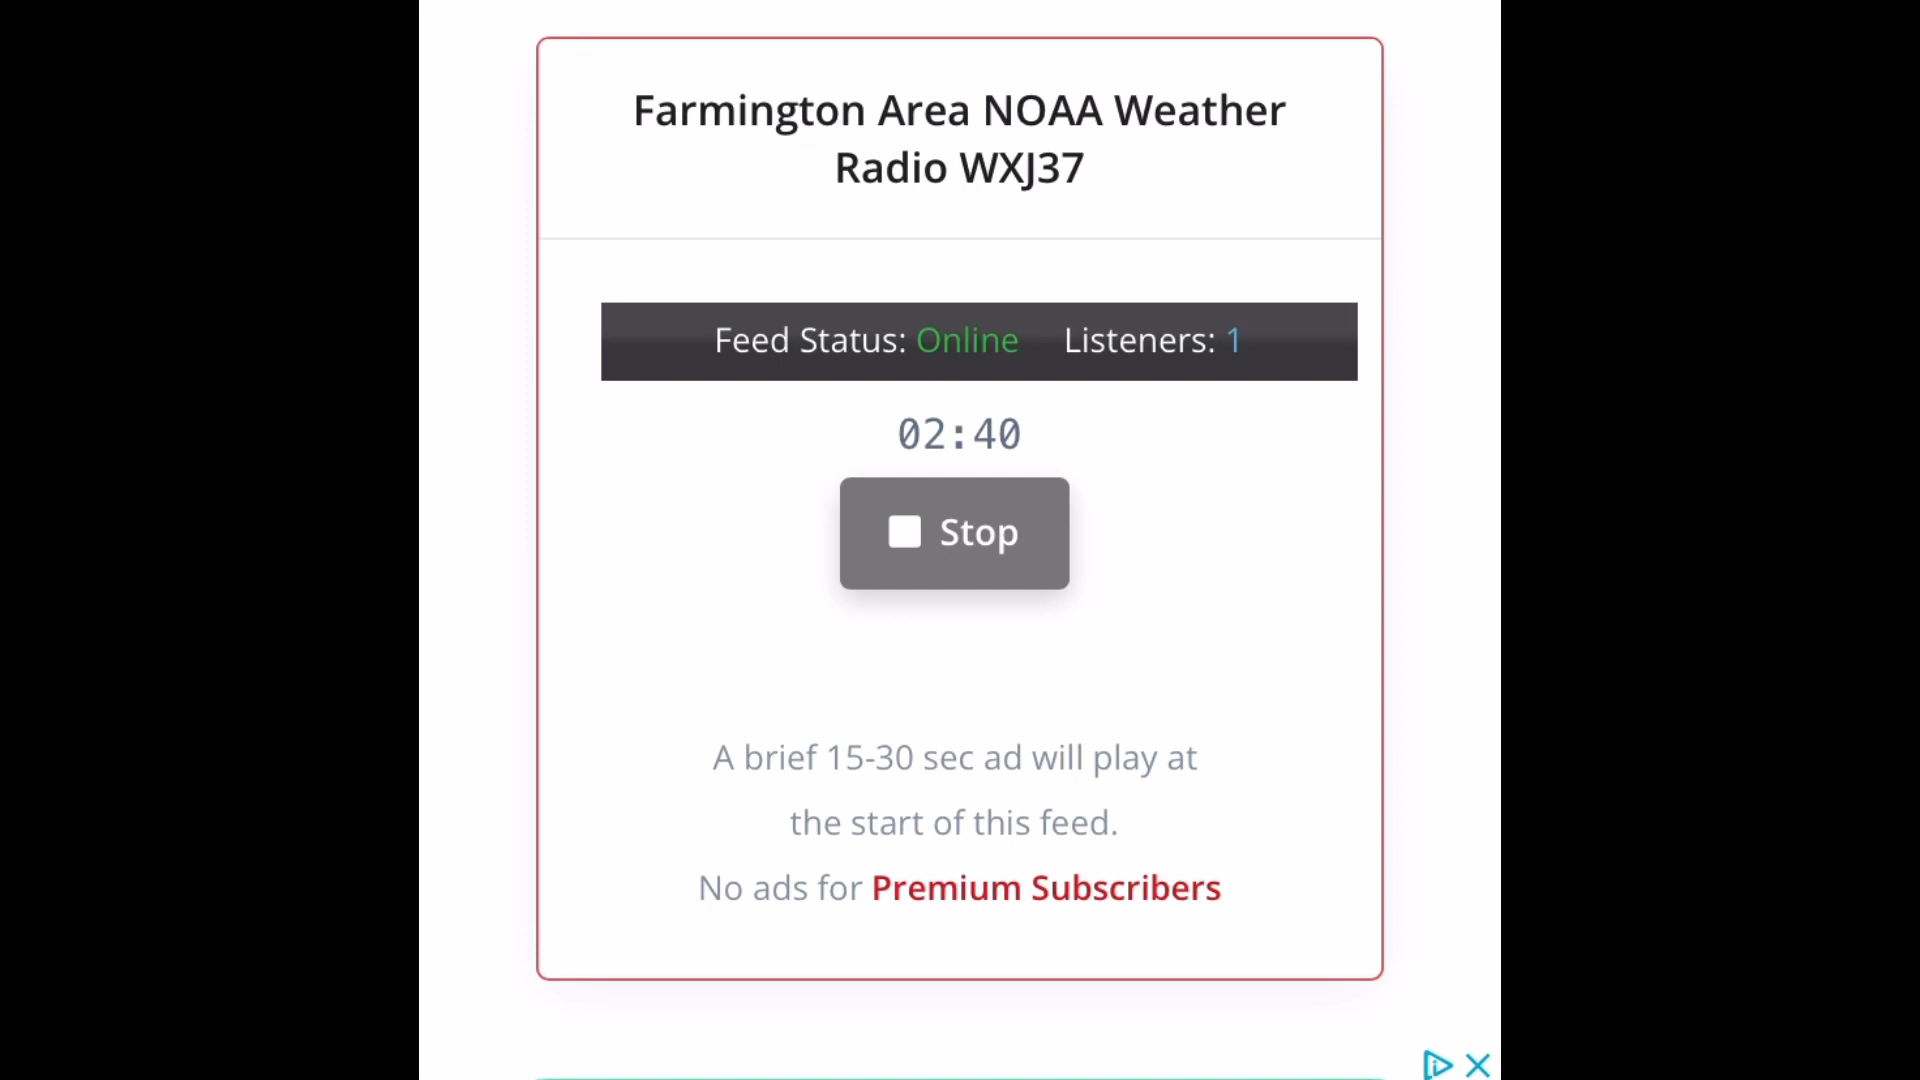 Farmington Area NOAA Weather
Radio WXJ37
Feed Status: Online Listeners: 1
02:40
Stop
A brief 15-30 sec ad will play at
the start of this feed.
No ads for Premium Subscribers